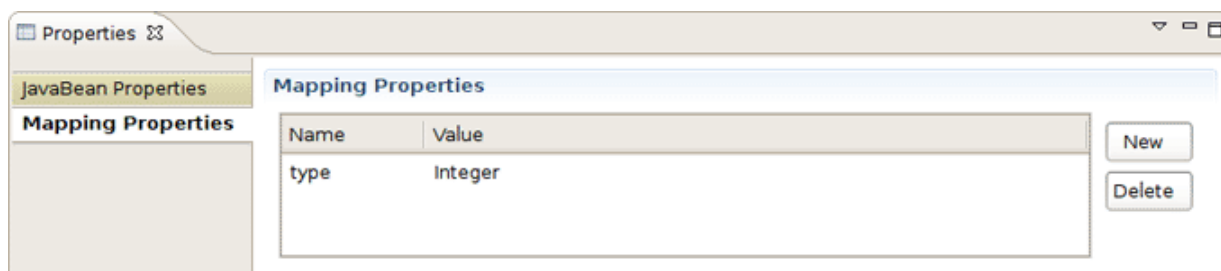 Properties
JavaBean Properties
Mapping Properties
Mapping Properties
Name Value
type Integer
New
Delete